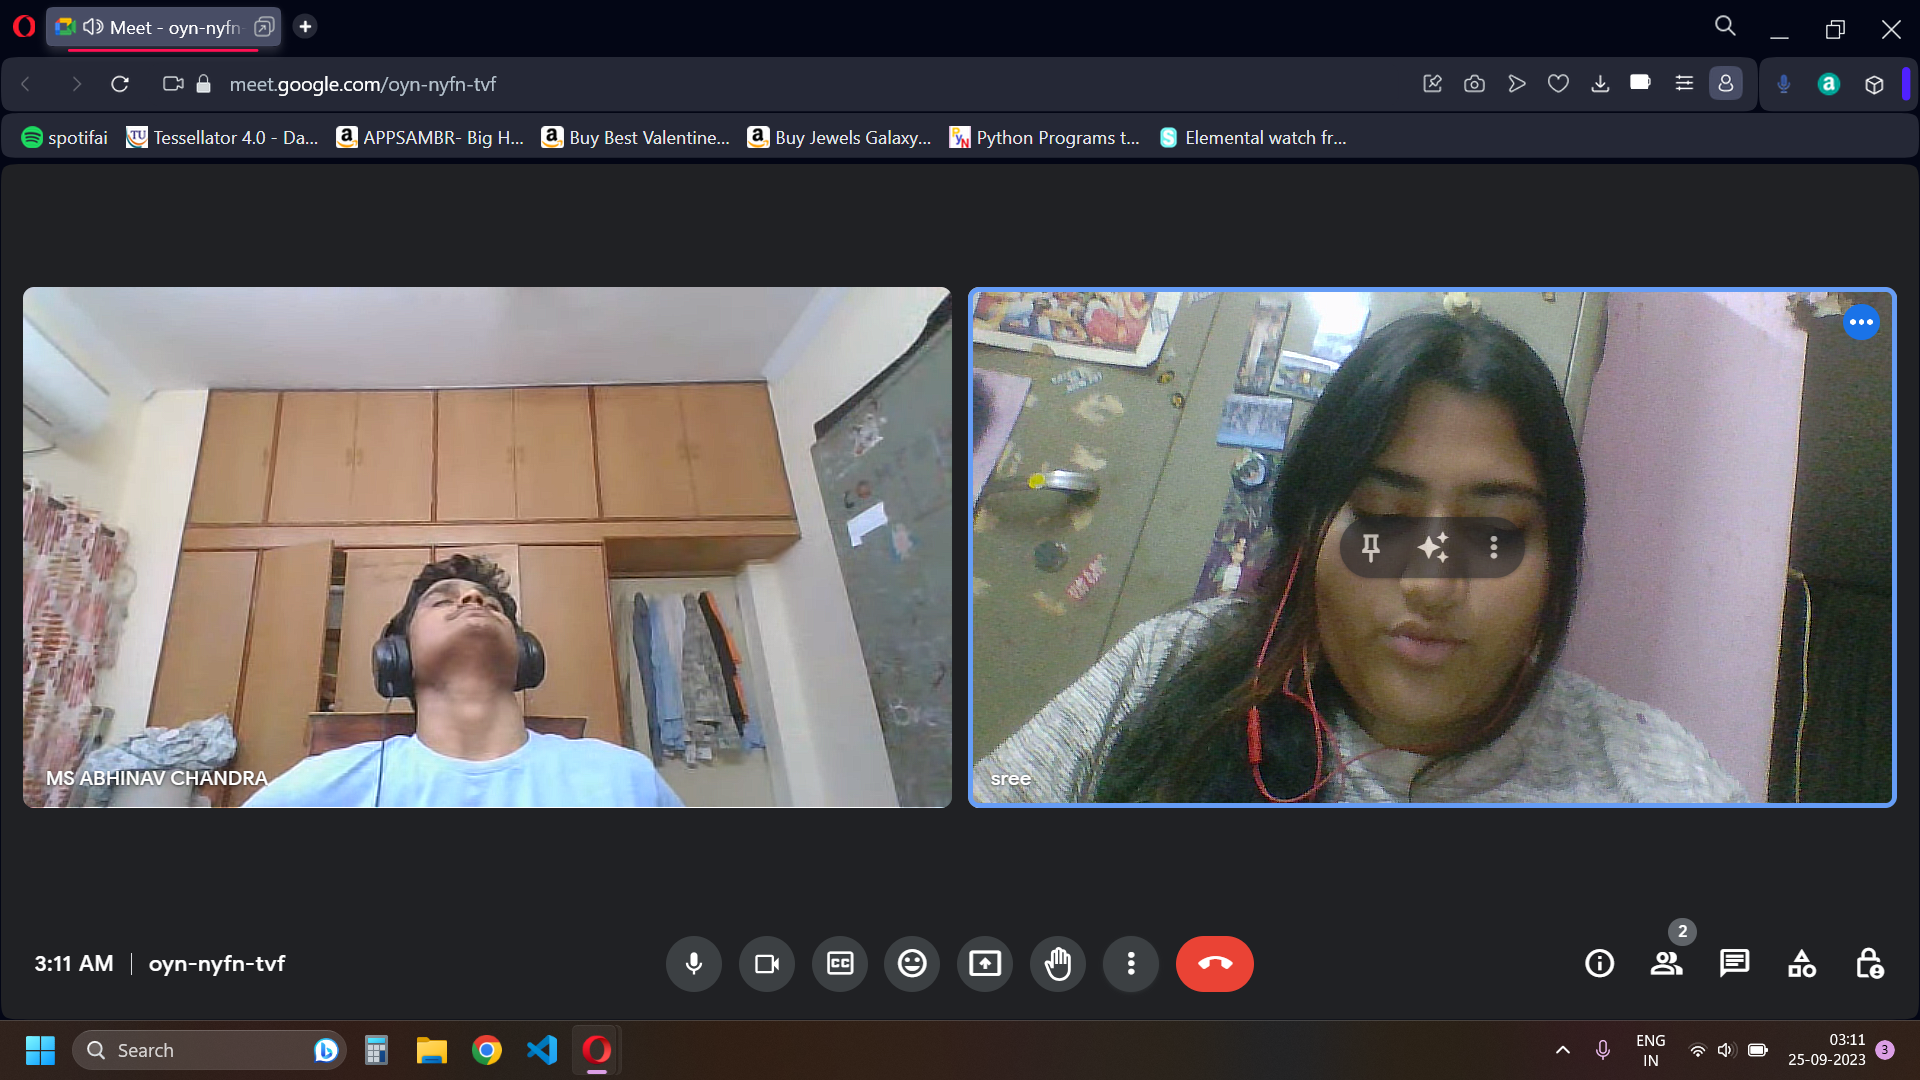 Meet - oyn-nyfn-
meet.google.com/oyn-nyfn-tvf
spotifai
Tessellator 4.0 - Da...
APPSAMBR- Big H...
Buy Best Valentine...
Buy Jewels Galaxy...
Python Programs t...
Elemental watch fr...
MS ABHINAV CHANDRA
sree
3:11 AM
oyn-nyfn-tvf
CC
2
Search
ENG
IN
03:11
25-09-2023
3